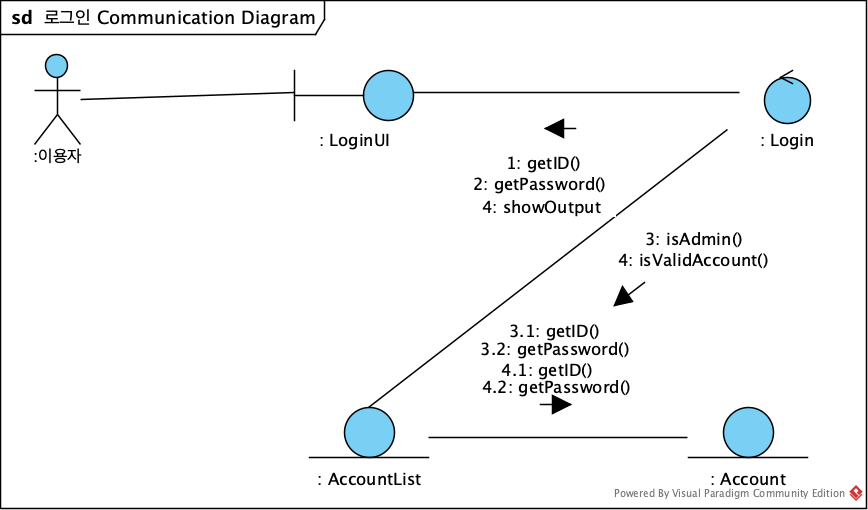 sd 로그인 Communication Diagram
:이용자
: LoginUI
: Login
1: getID()
2: getPassword()
4: showOutput
3: isAdmin()
4: isValidAccount()
3.1: getID()
3.2: getPassword()
4.1: getID()
4.2: getPassword()
: AccountList
: Account
Powered By Visual Paradigm Community Edition